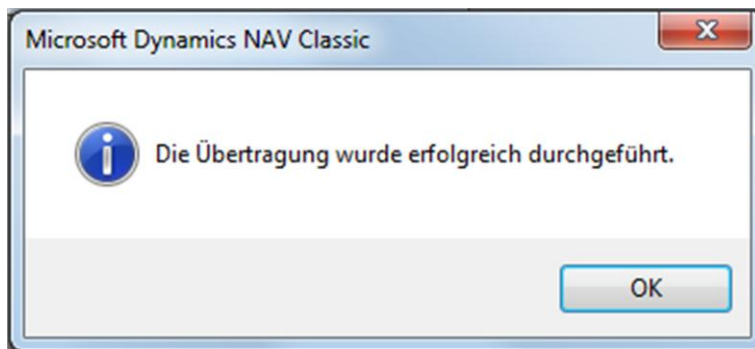 Microsoft Dynamics NAV Classic
Die Übertragung wurde erfolgreich durchgeführt.
OK